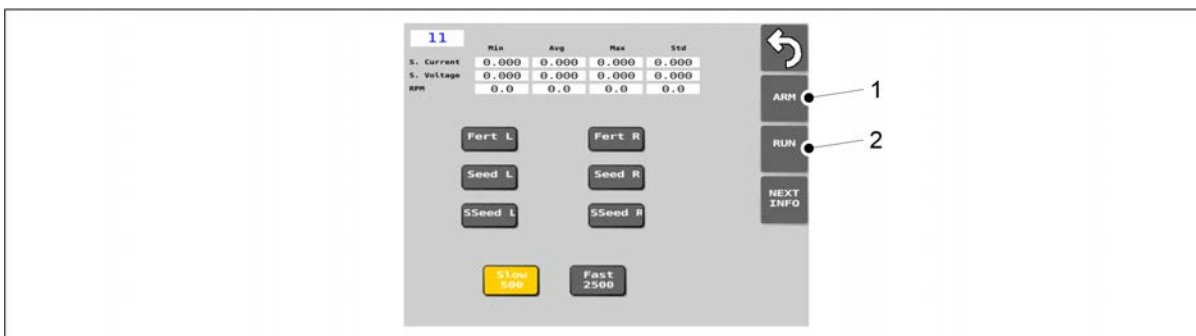 11
Min Avg Max Std
S. Current 0.000 0.000 0.000 0.000
S. Voltage 0.000 0.000 0.000 0.000
RPM 0.0 0.0 0.0 0.0
ARM 1
RUN 2
NEXT
INFO
Fert L Fert R
Seed L Seed R
SSeed L SSeed R
Slow Fast
500 2500